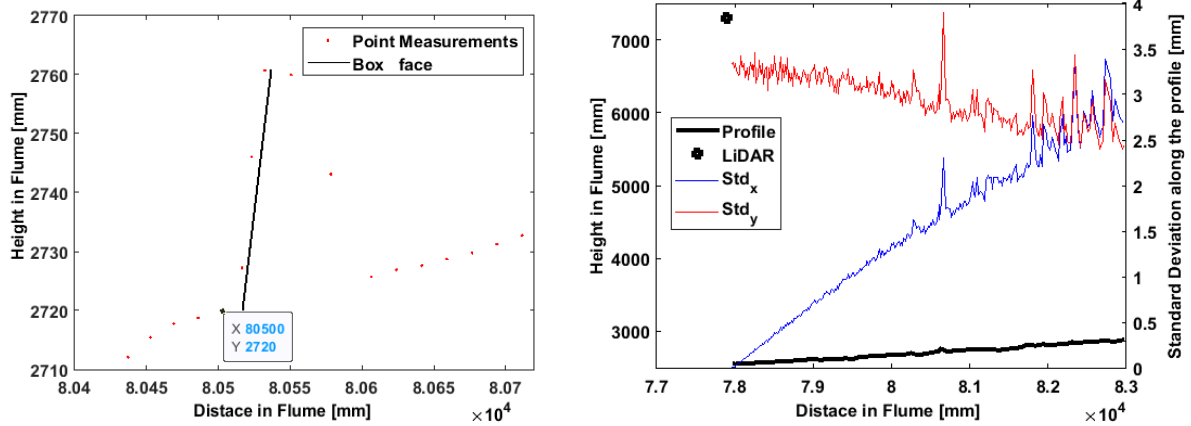 2770
2760
2750
2740
2730
2720
2710
Height in Flume [mm]
Point Measurements
Box face
X 80500
Y 2720
8.04 8.045 8.05 8.055 8.06 8.065 8.07
Distace in Flume [mm]
×10⁴
7000
6000
5000
4000
3000
Height in Flume [mm]
Profile
LiDAR
Std_x
Std_y
4
3.5
3
2.5
2
1.5
1
0.5
0
Standard Deviation along the profile [mm]
7.7 7.8 7.9 8 8.1 8.2 8.3
Distace in Flume [mm]
×10⁴